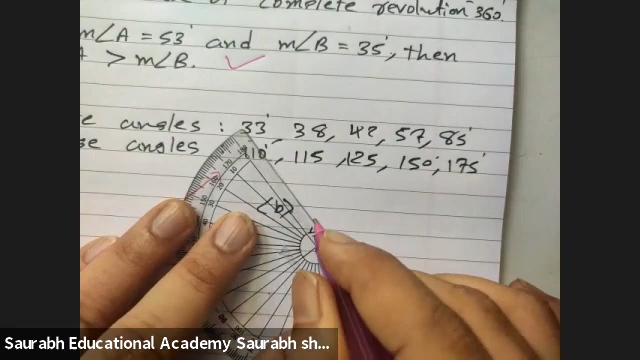 complete revolution 360°
m∠A = 53° and m∠B = 35°, then
> m∠B.
angles : 33°, 38, 42, 57, 85°
angles 110°, 115, 125, 150°, 175°
(b)
Saurabh Educational Academy Saurabh sh...